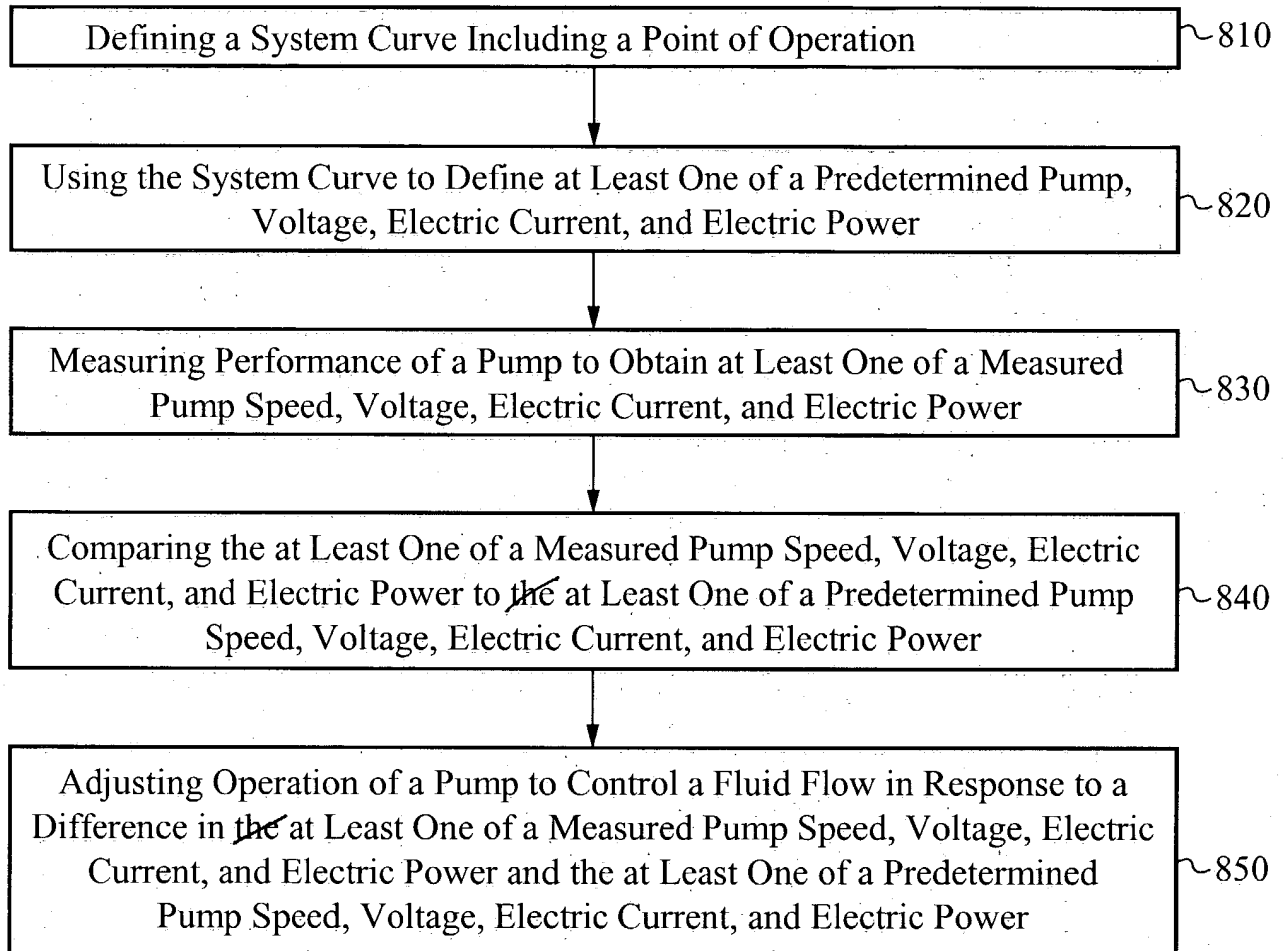 Defining a System Curve Including a Point of Operation
810
Using the System Curve to Define at Least One of a Predetermined Pump,
Voltage, Electric Current, and Electric Power
820
Measuring Performance of a Pump to Obtain at Least One of a Measured
Pump Speed, Voltage, Electric Current, and Electric Power
830
Comparing the at Least One of a Measured Pump Speed, Voltage, Electric
Current, and Electric Power to the at Least One of a Predetermined Pump
Speed, Voltage, Electric Current, and Electric Power
840
Adjusting Operation of a Pump to Control a Fluid Flow in Response to a
Difference in the at Least One of a Measured Pump Speed, Voltage, Electric
Current, and Electric Power and the at Least One of a Predetermined
Pump Speed, Voltage, Electric Current, and Electric Power
850